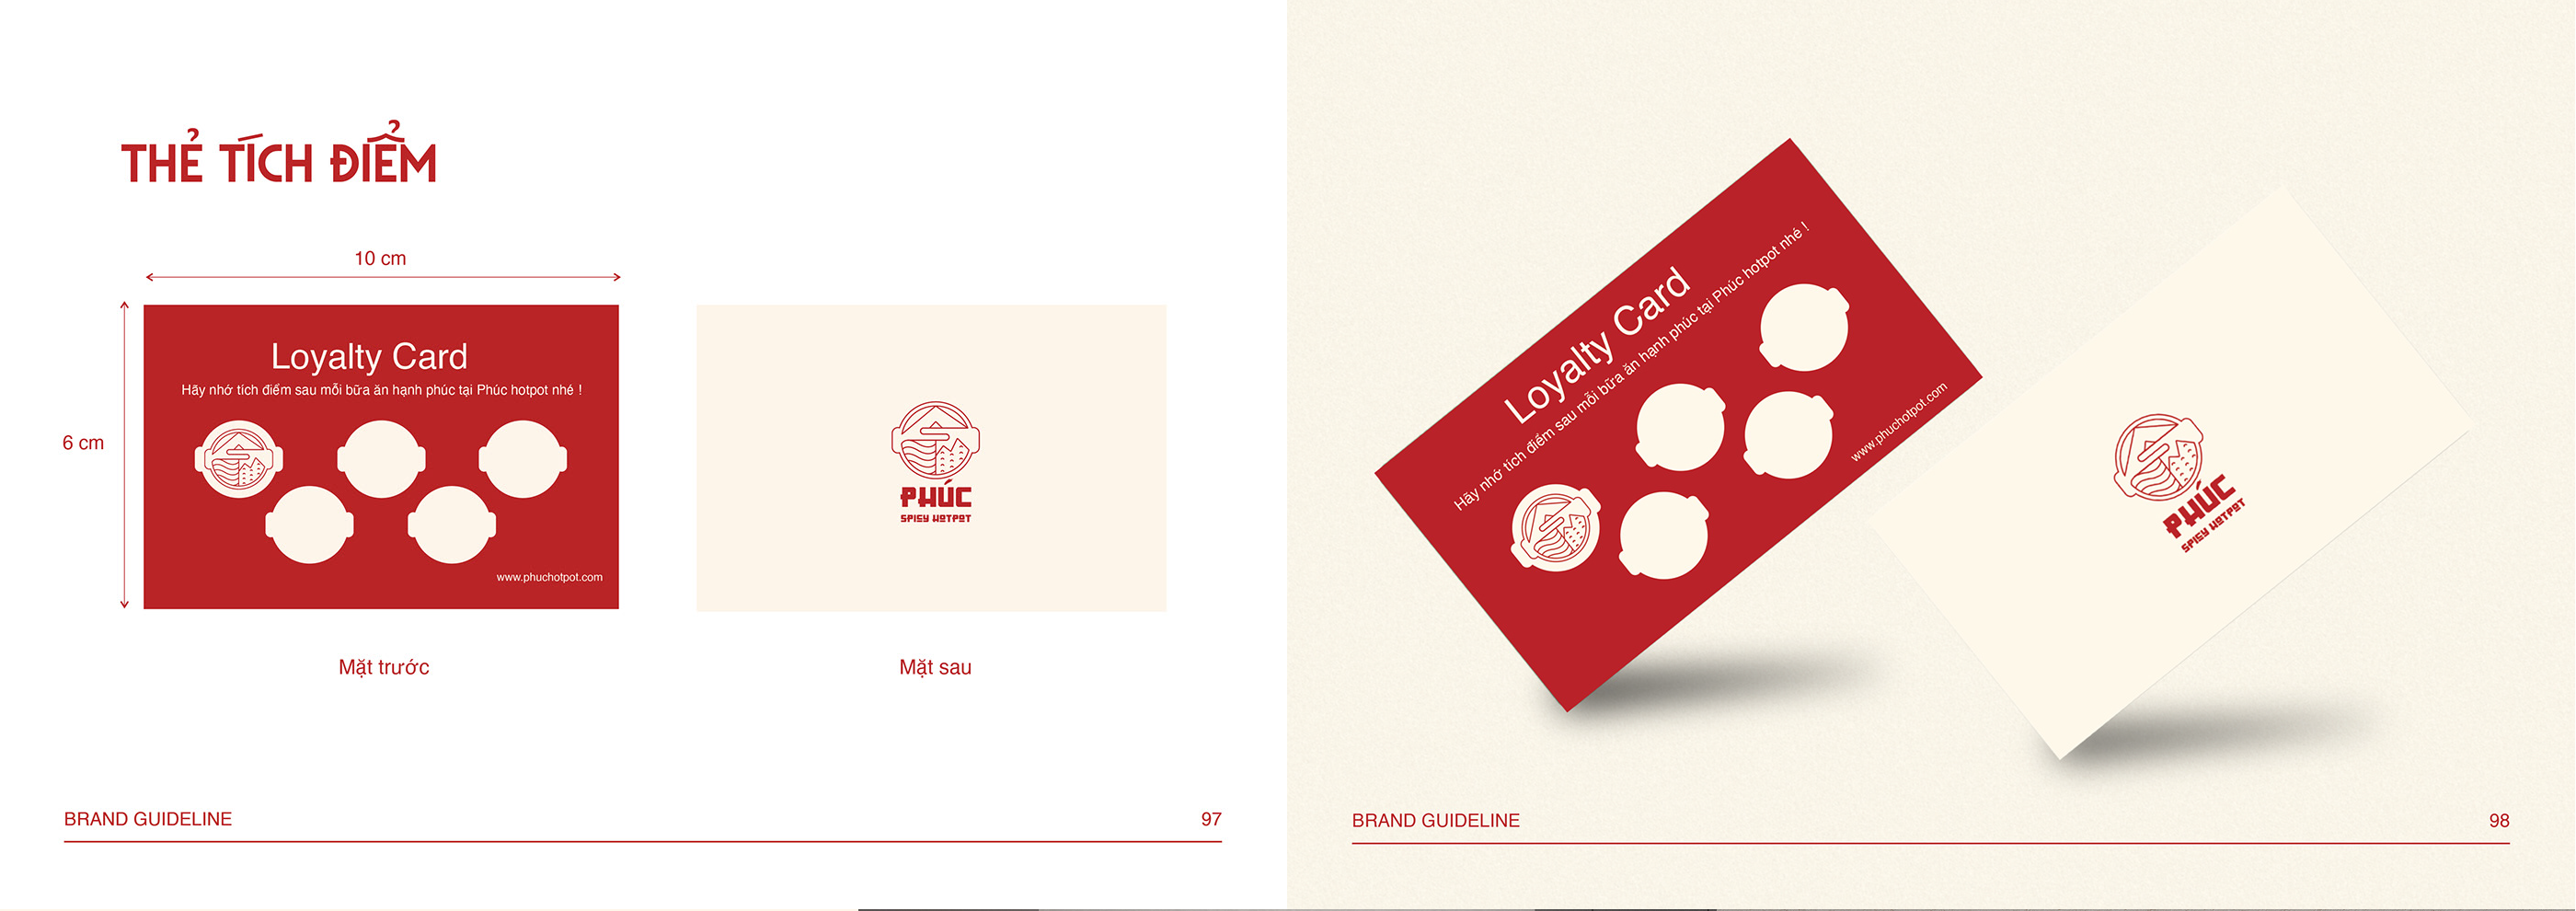 THẺ TÍCH ĐIỂM
10 cm
6 cm
Loyalty Card
Hãy nhớ tích điểm sau mỗi bữa ăn hạnh phúc tại Phúc hotpot nhé !
www.phuchotpot.com
Mặt trước
PHÚC
SPISY HOTPOT
Mặt sau
BRAND GUIDELINE
97
Loyalty Card
Hãy nhớ tích điểm sau mỗi bữa ăn hạnh phúc tại Phúc hotpot nhé !
www.phuchotpot.com
PHÚC
SPISY HOTPOT
BRAND GUIDELINE
98